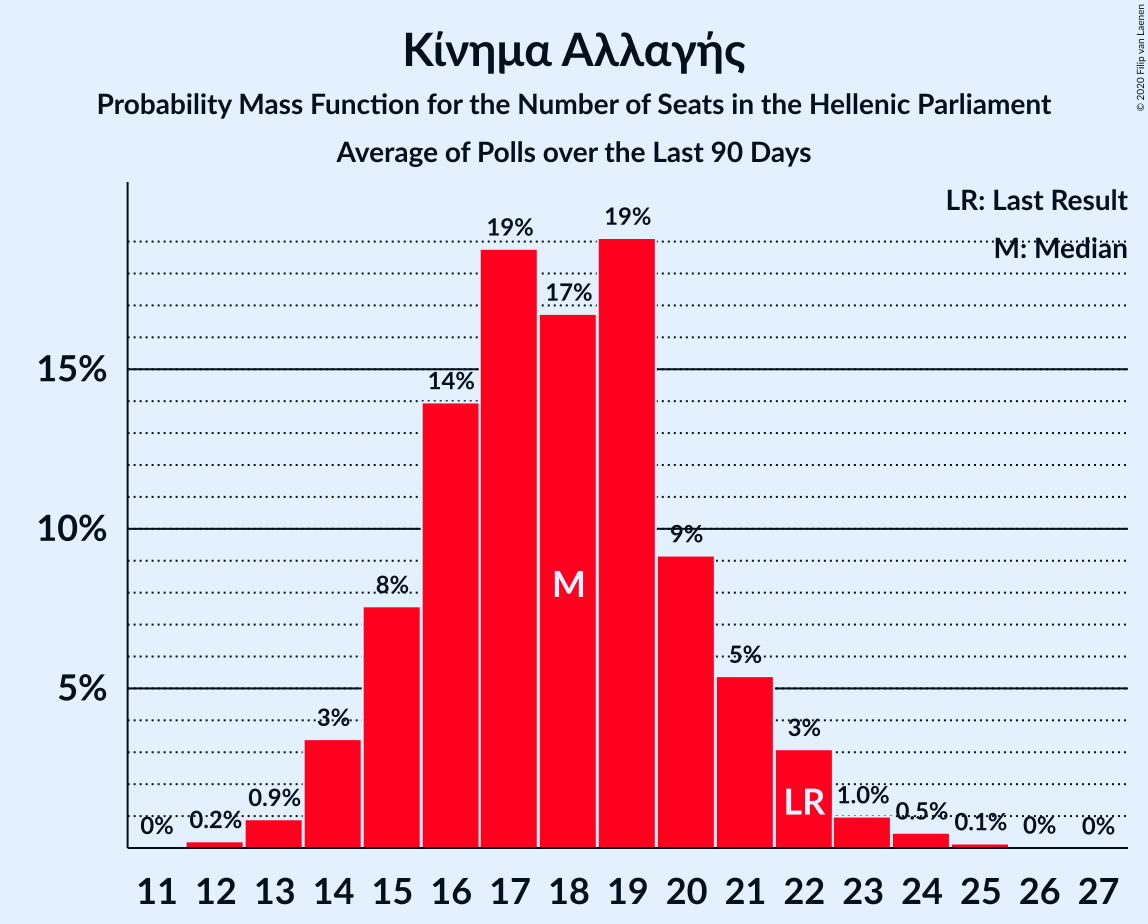 Κίνημα Αλλαγής
Probability Mass Function for the Number of Seats in the Hellenic Parliament
Average of Polls over the Last 90 Days
© 2020 Filip van Laenen
LR: Last Result
M: Median
15%
10%
5%
0% 0.2% 0.9% 3% 8% 14% 19% 17% 19% 9% 5% 3% 1.0% 0.5% 0.1% 0% 0%
M
LR
11 12 13 14 15 16 17 18 19 20 21 22 23 24 25 26 27